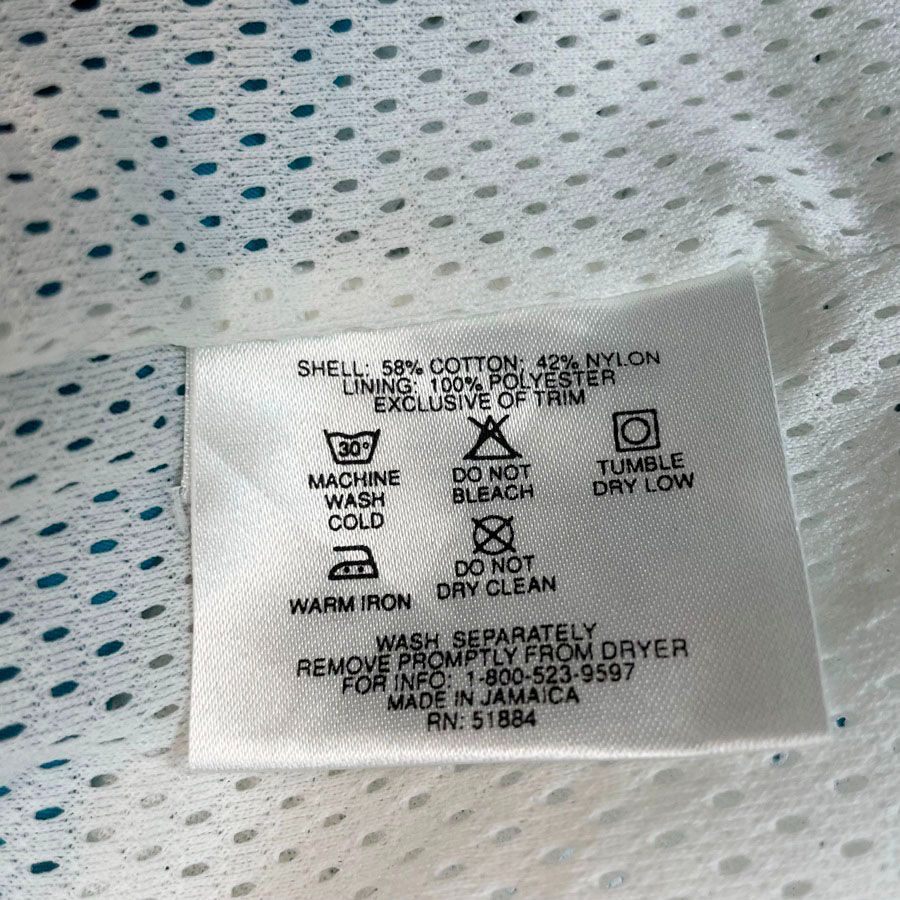 SHELL: 58% COTTON: 42% NYLON
LINING: 100% POLYESTER
EXCLUSIVE OF TRIM
30°
MACHINE WASH COLD
DO NOT BLEACH
TUMBLE DRY LOW
WARM IRON
DO NOT DRY CLEAN
WASH SEPARATELY
REMOVE PROMPTLY FROM DRYER
FOR INFO: 1-800-523-9597
MADE IN JAMAICA
RN: 51884